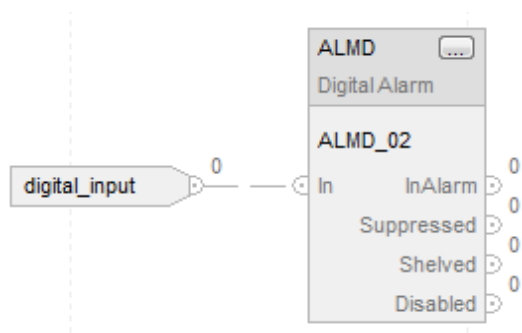 ALMD ...
Digital Alarm
ALMD_02
digital_input 0 In InAlarm 0
Suppressed 0
Shelved 0
Disabled 0